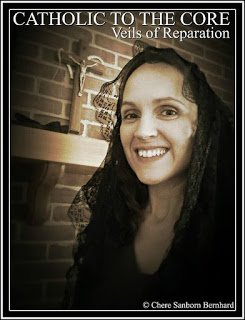 CATHOLIC TO THE CORE
Veils of Reparation
© Chere Sanborn Bernhard